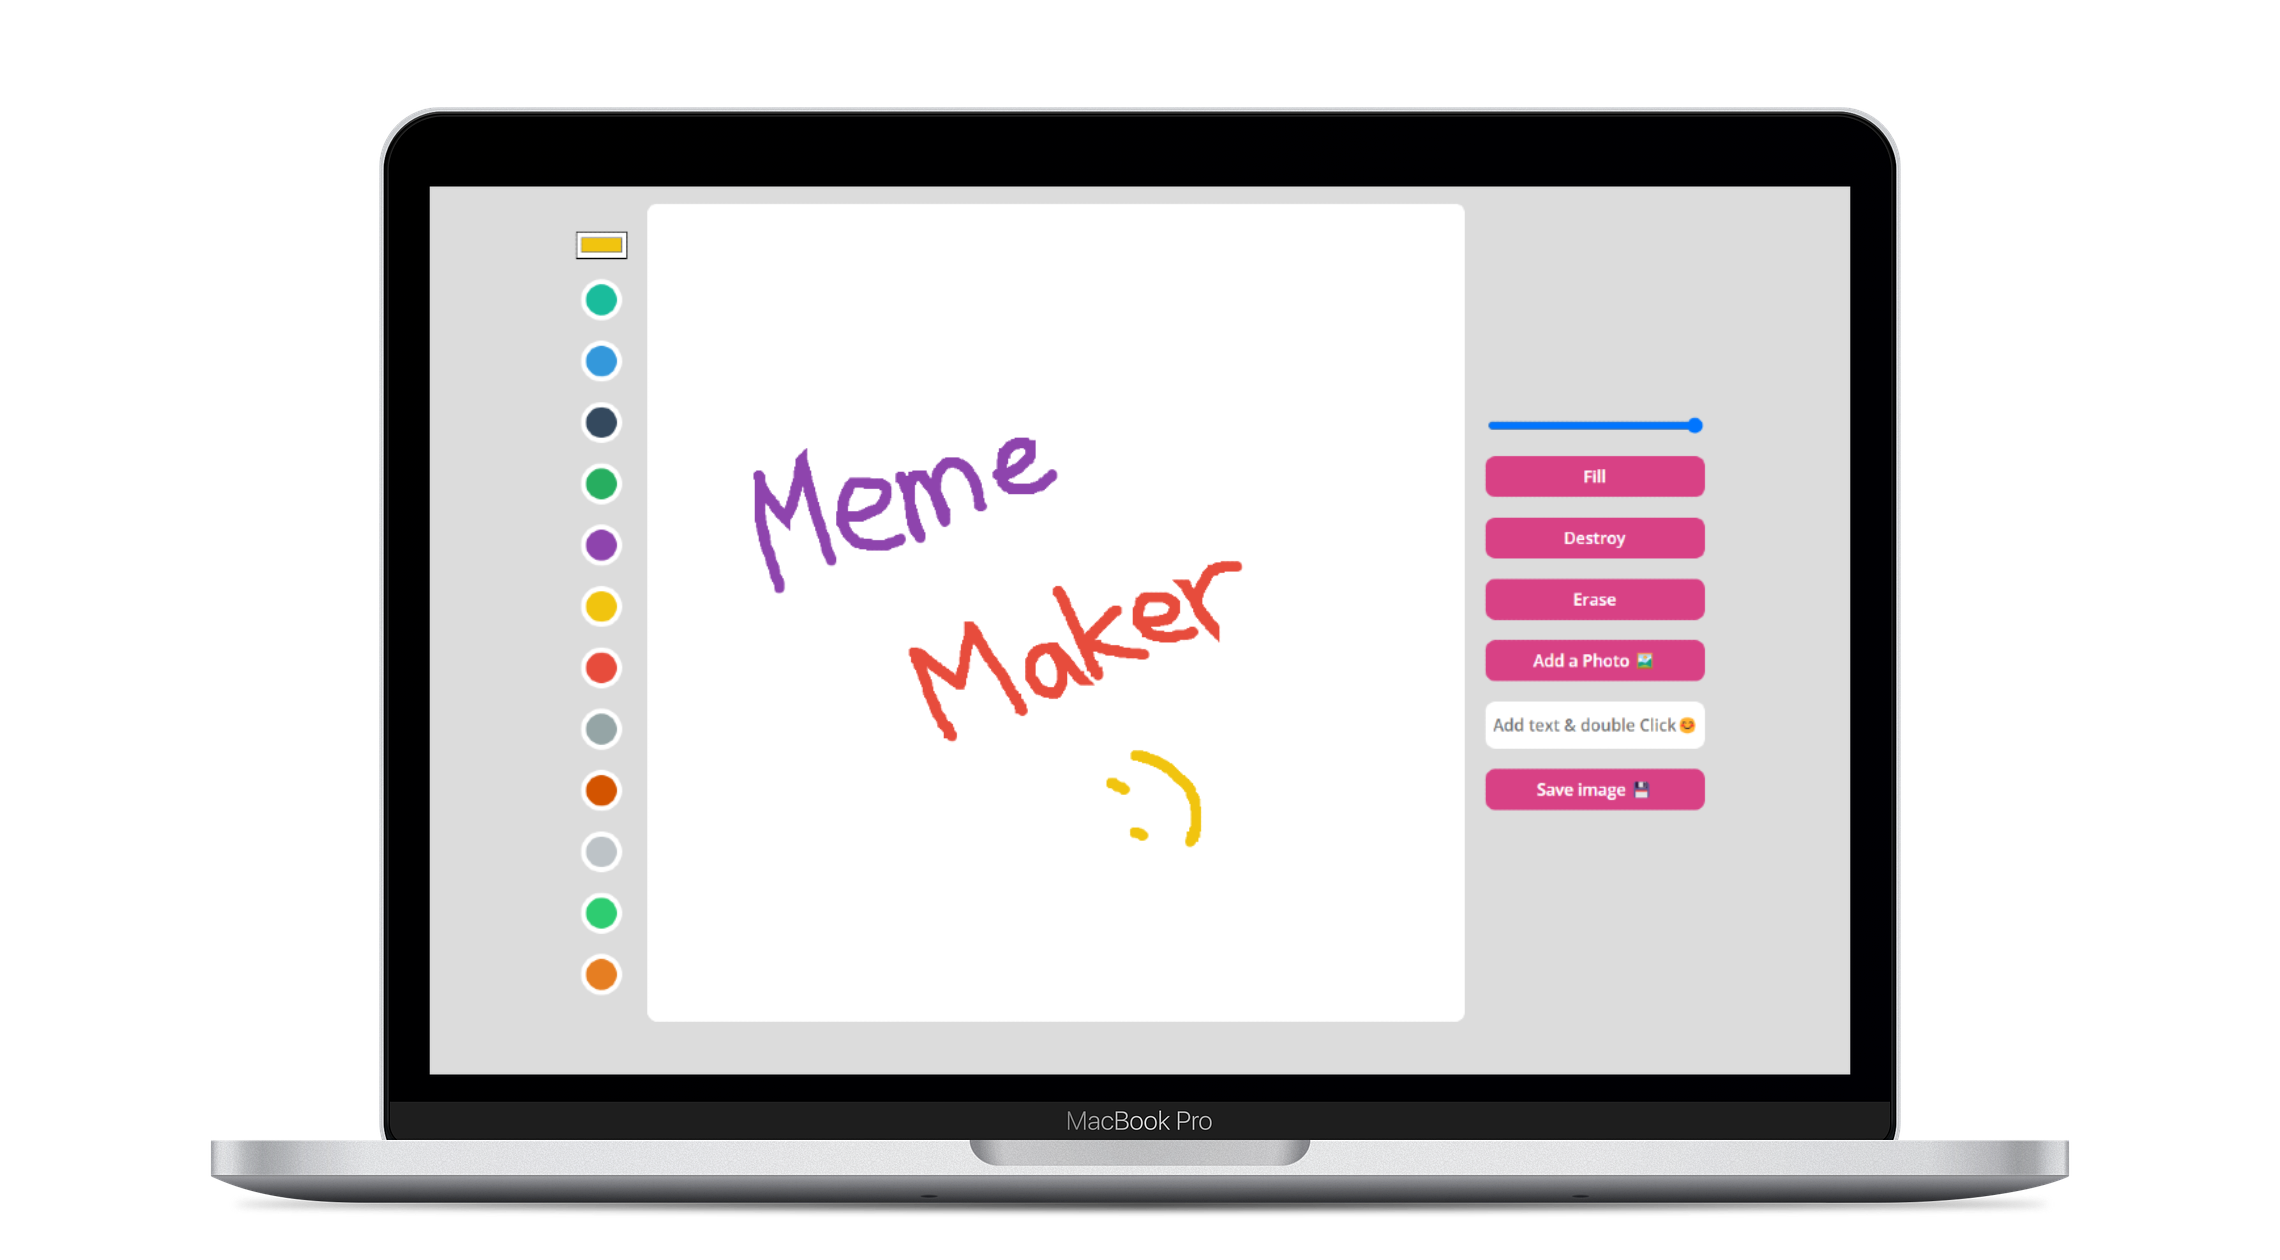 Meme
Maker
:)
Fill
Destroy
Erase
Add a Photo 🖼️
Add text & double Click😊
Save image 💾
MacBook Pro